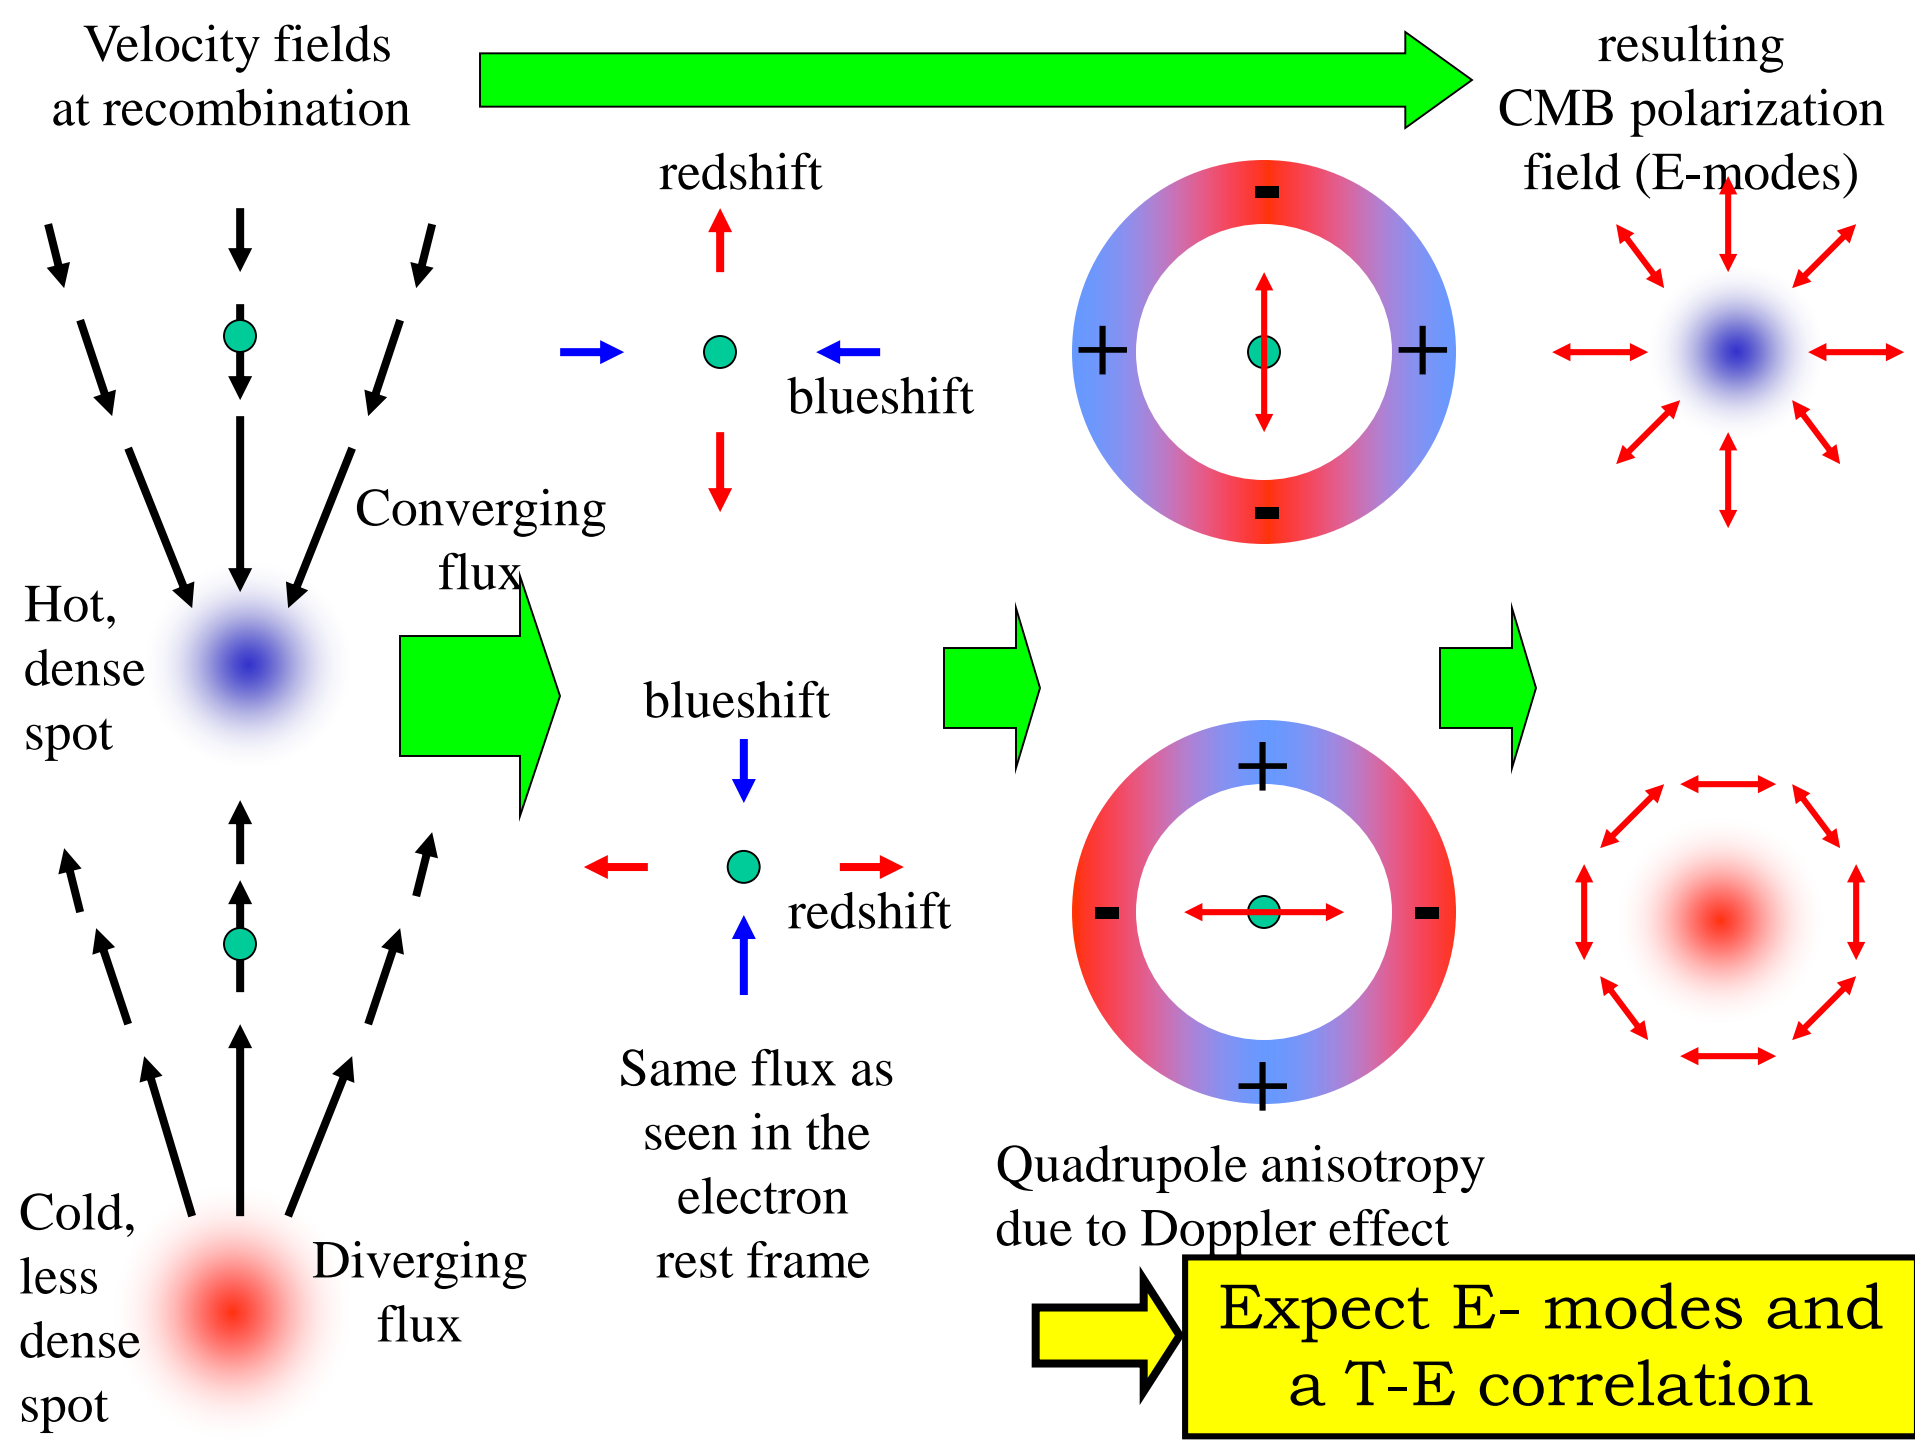 Velocity fields
at recombination
resulting
CMB polarization
field (E-modes)
redshift
-
+
+
blueshift
-
Converging
flux
Hot,
dense
spot
blueshift
+
-
-
redshift
+
Same flux as
seen in the
electron
rest frame
Quadrupole anisotropy
due to Doppler effect
Cold,
less
dense
spot
Diverging
flux
Expect E- modes and
a T-E correlation